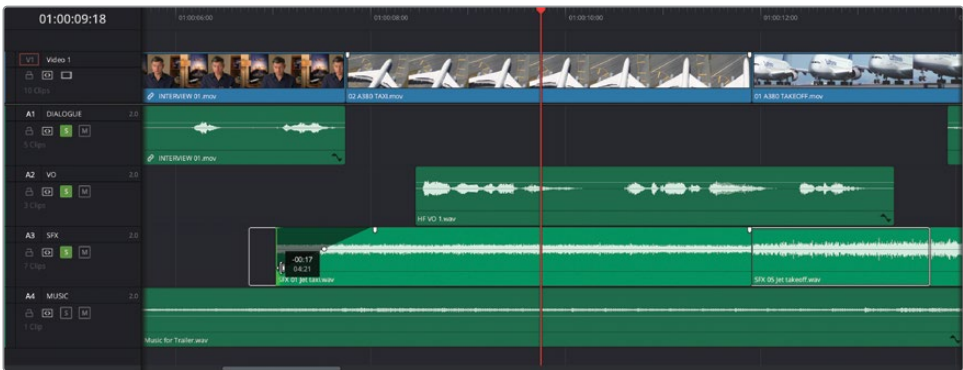 01:00:09:18
01:00:06:00
01:00:08:00
01:00:10:00
01:00:12:00
V1 Video 1
10 Clips
INTERVIEW 01.mov
02 A380 TAXI.mov
01 A380 TAKEOFF.mov
A1 DIALOGUE 2.0
S M
5 Clips
INTERVIEW 01.mov
A2 VO 2.0
S M
3 Clips
HF VO 1.wav
A3 SFX 2.0
S M
7 Clips
-00:17
04:21
SFX 01 Jet taxi.wav
SFX 05 Jet takeoff.wav
A4 MUSIC 2.0
S M
1 Clip
Music for Trailer.wav